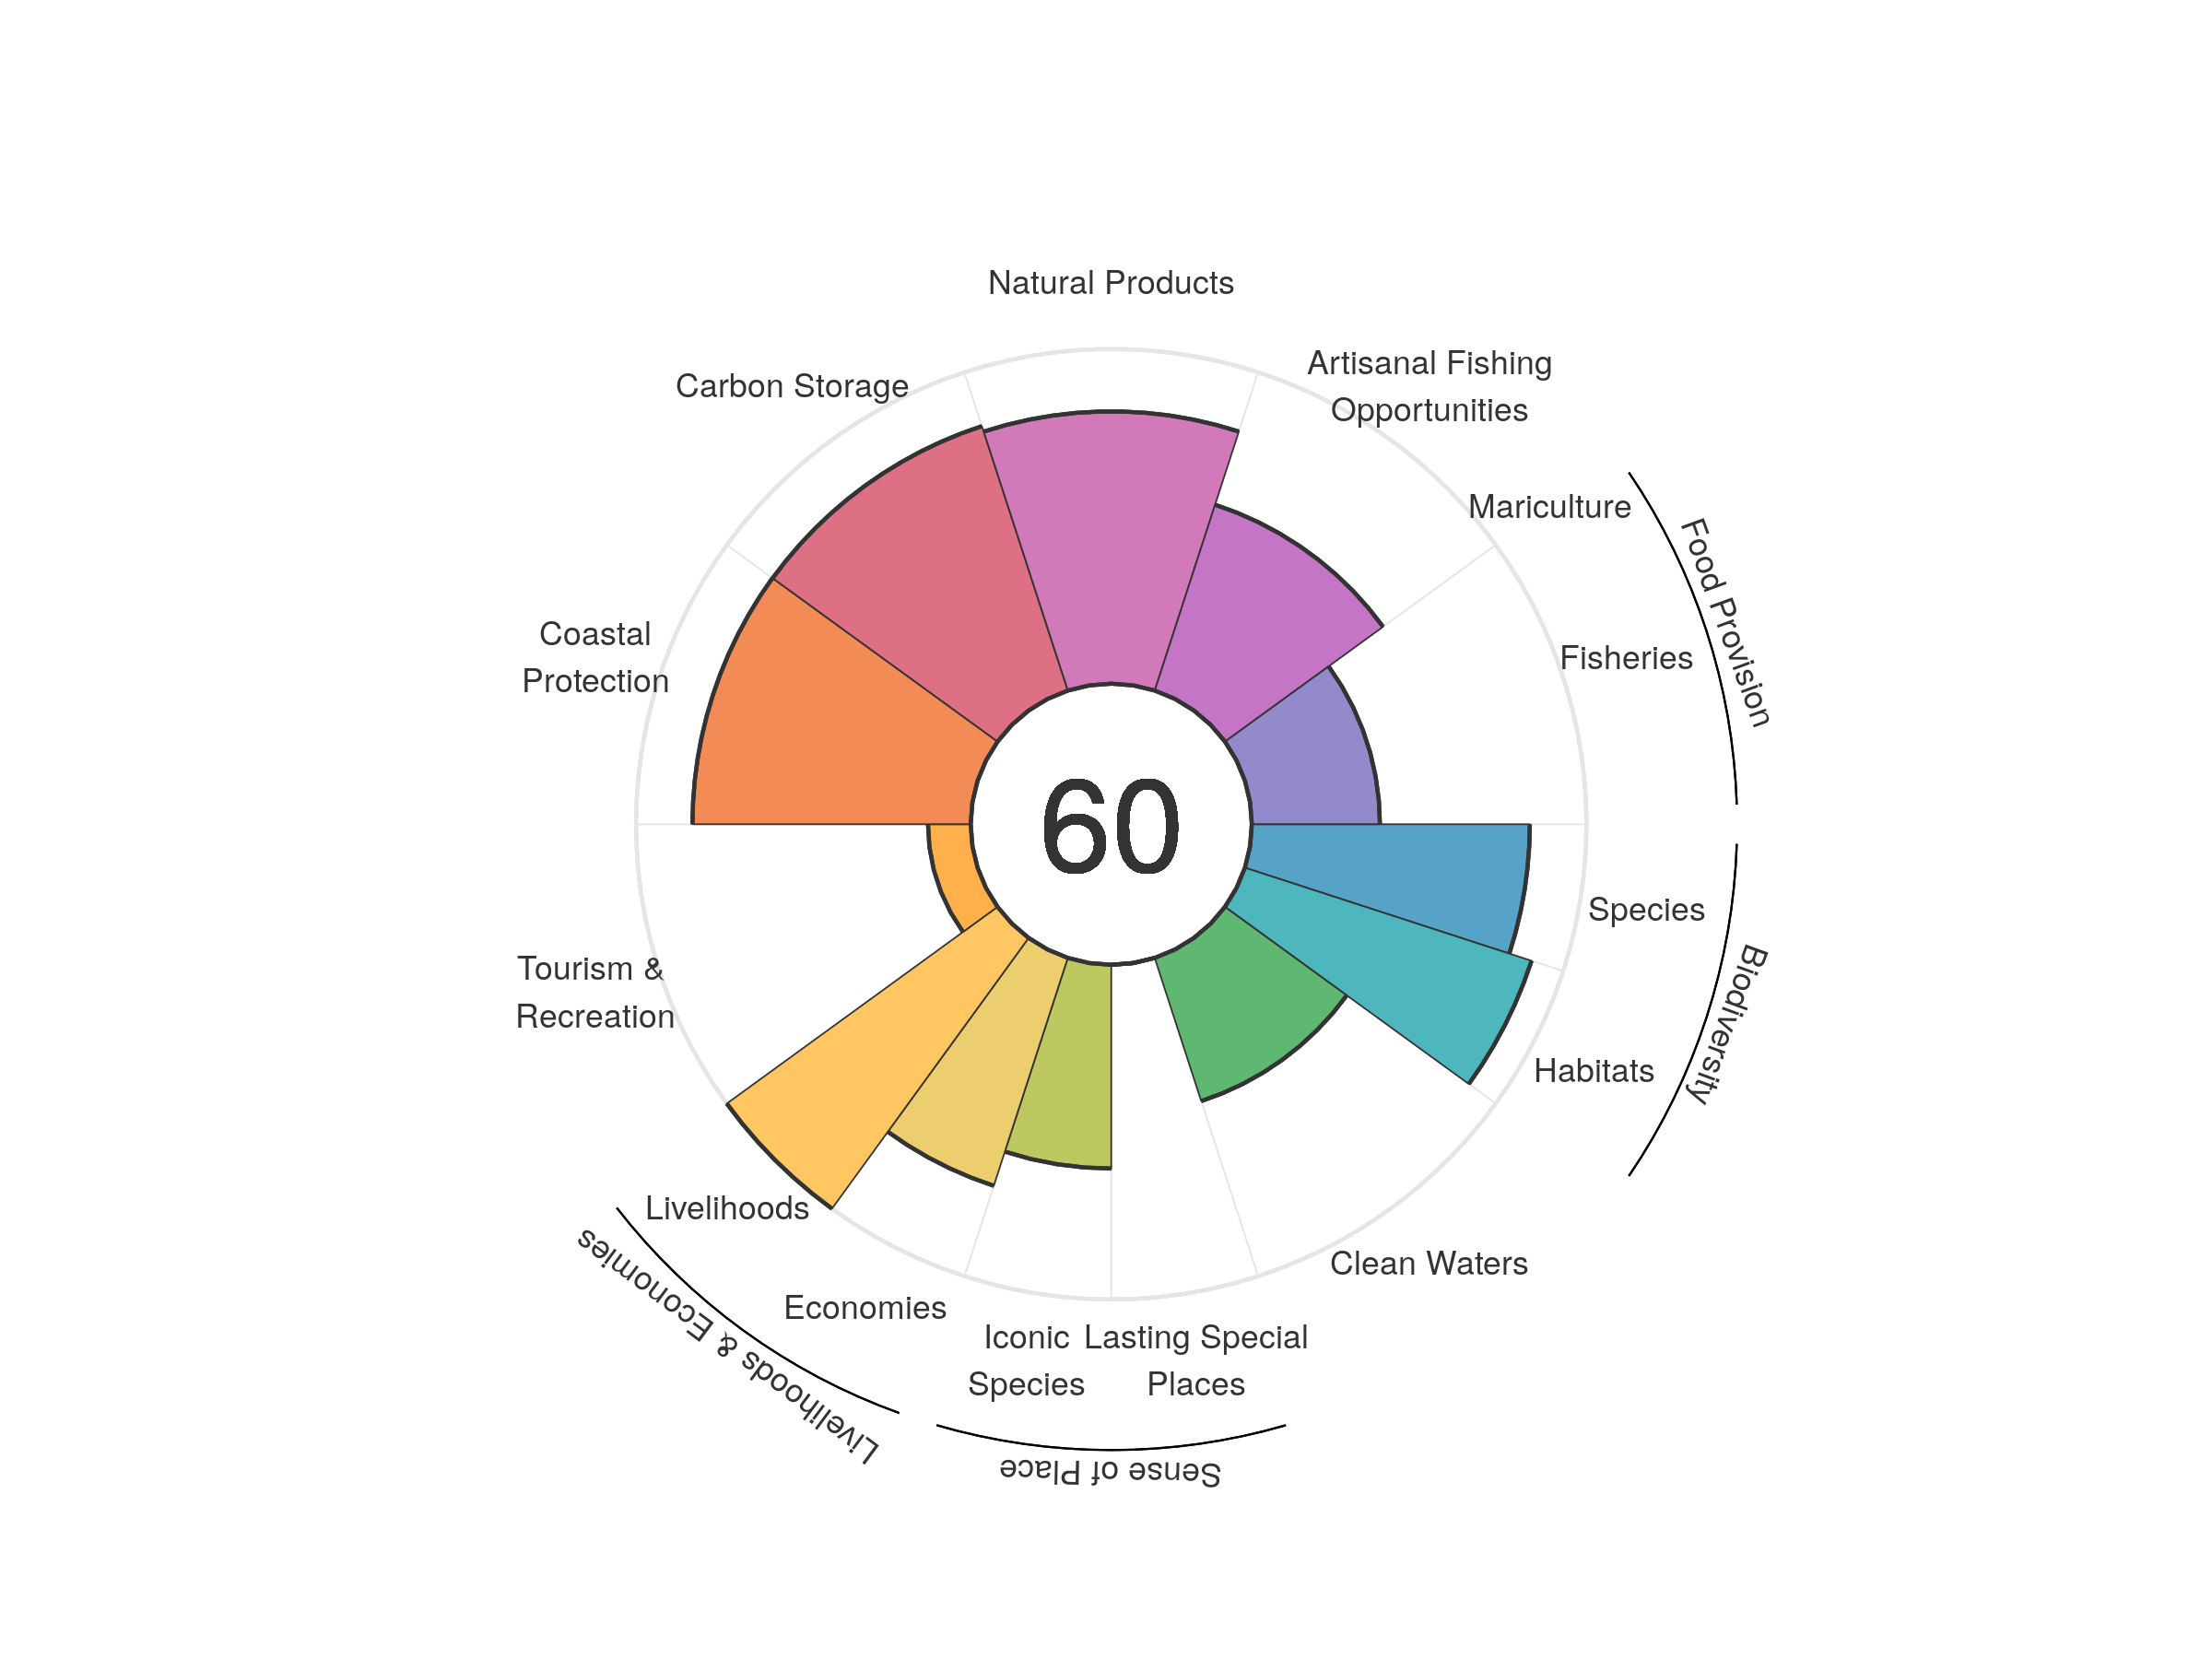 Natural Products
Artisanal Fishing
Opportunities
Carbon Storage
Mariculture
Food Provision
Fisheries
Coastal
Protection
60
Species
Biodiversity
Tourism &
Recreation
Habitats
Livelihoods
Clean Waters
Livelihoods & Economies
Economies
Iconic
Species
Lasting Special
Places
Sense of Place